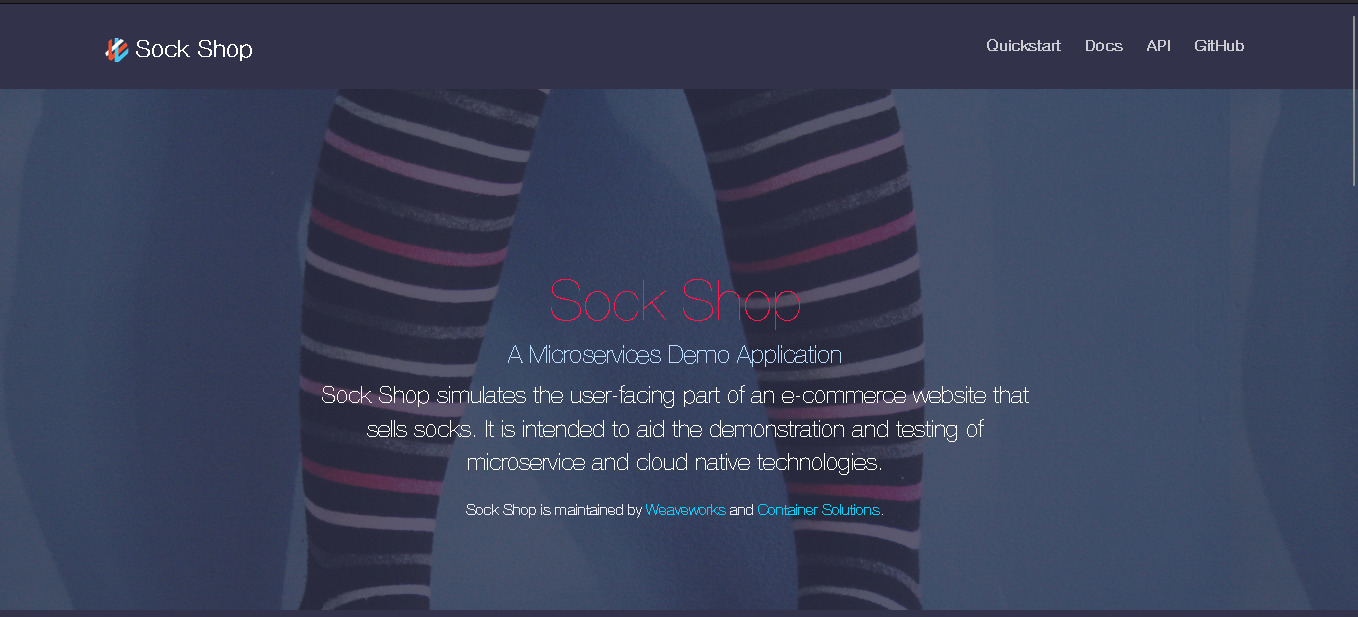 Sock Shop
Quickstart Docs API GitHub
Sock Shop
A Microservices Demo Application
Sock Shop simulates the user-facing part of an e-commerce website that
sells socks. It is intended to aid the demonstration and testing of
microservice and cloud native technologies.
Sock Shop is maintained by Weaveworks and Container Solutions.